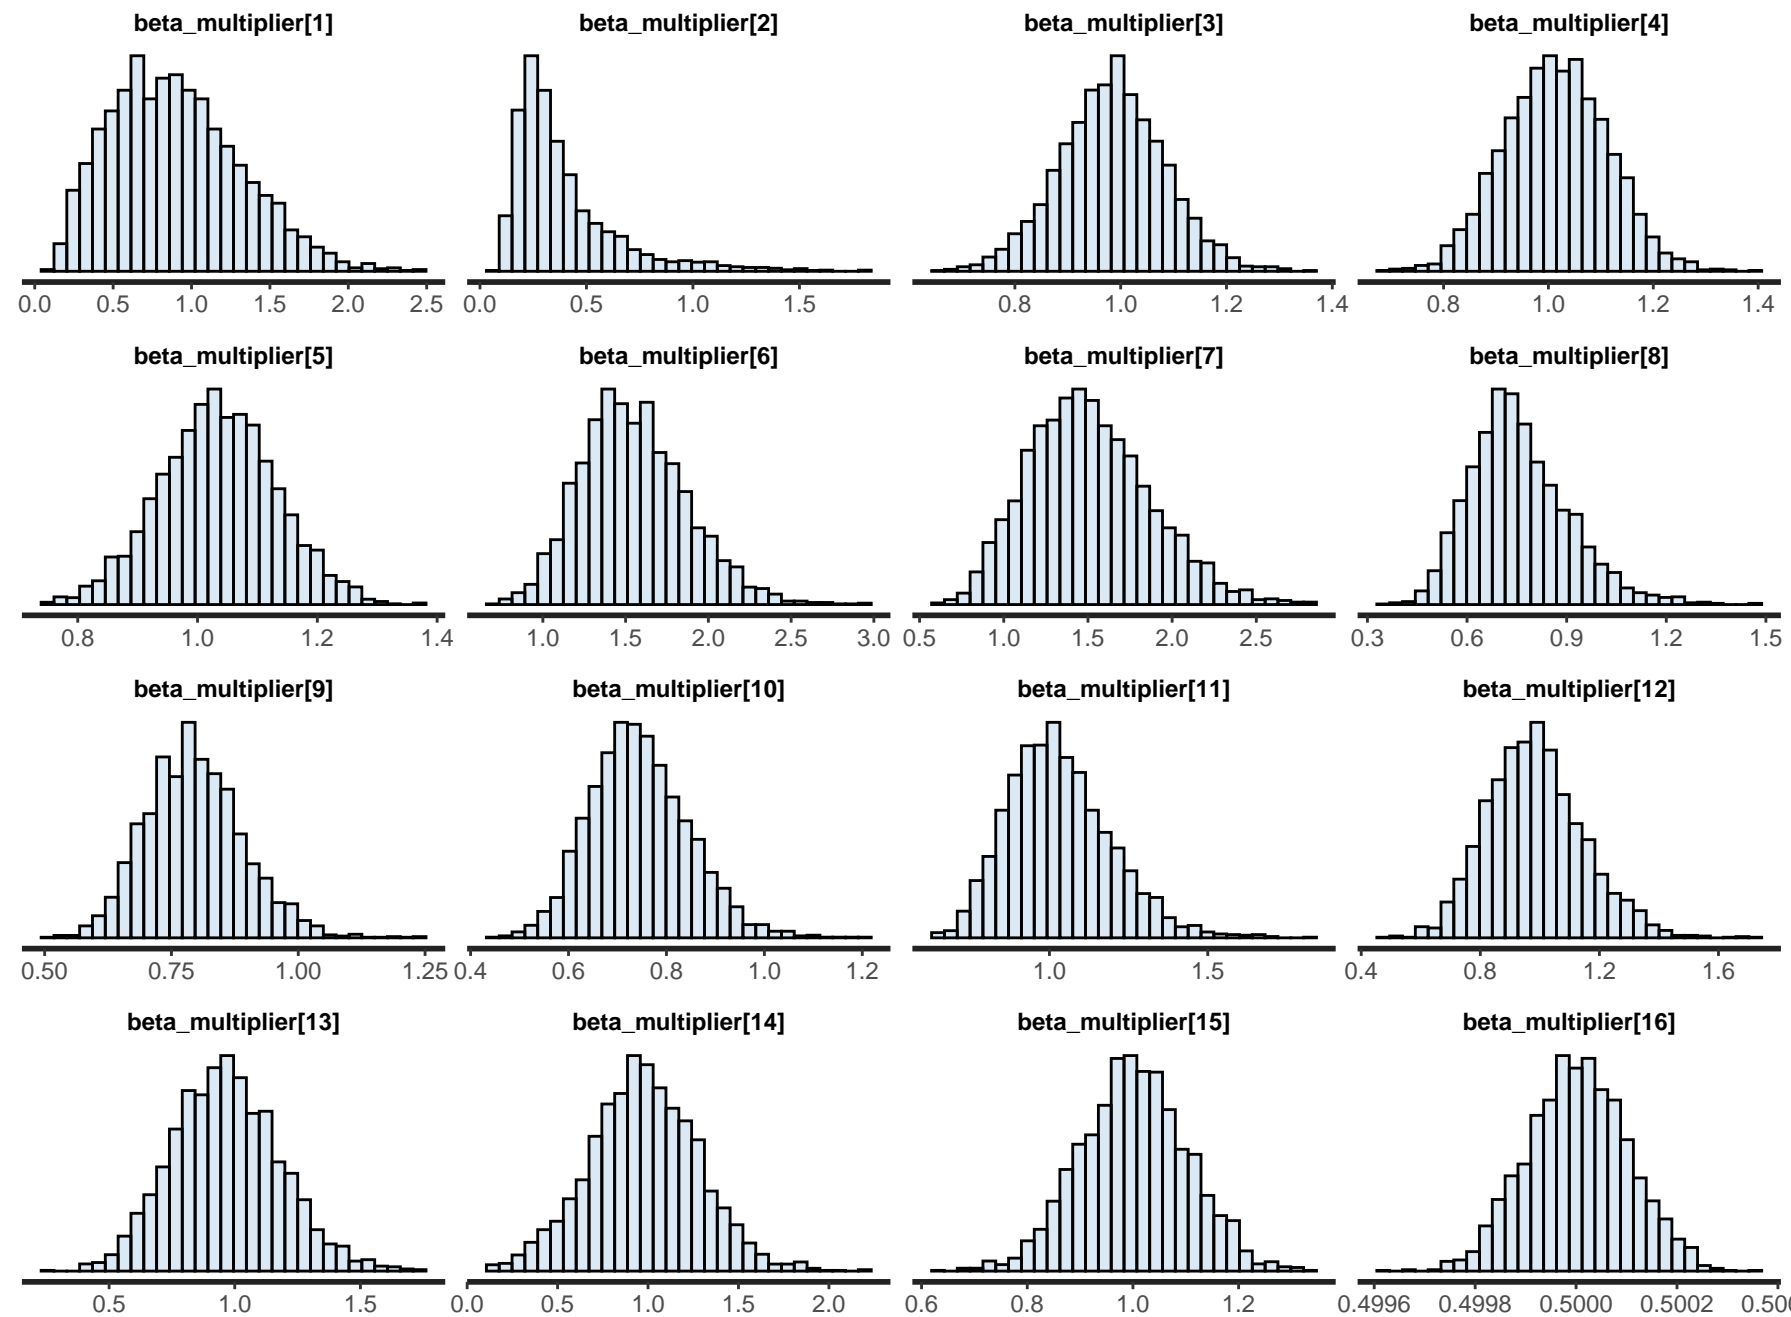 beta_multiplier[1] beta_multiplier[2] beta_multiplier[3] beta_multiplier[4]
0.0 0.5 1.0 1.5 2.0 2.5 0.0 0.5 1.0 1.5 0.8 1.0 1.2 1.4 0.8 1.0 1.2 1.4
beta_multiplier[5] beta_multiplier[6] beta_multiplier[7] beta_multiplier[8]
0.8 1.0 1.2 1.4 1.0 1.5 2.0 2.5 3.0 0.5 1.0 1.5 2.0 2.5 0.3 0.6 0.9 1.2 1.5
beta_multiplier[9] beta_multiplier[10] beta_multiplier[11] beta_multiplier[12]
0.50 0.75 1.00 1.25 0.4 0.6 0.8 1.0 1.2 1.0 1.5 0.4 0.8 1.2 1.6
beta_multiplier[13] beta_multiplier[14] beta_multiplier[15] beta_multiplier[16]
0.5 1.0 1.5 0.0 0.5 1.0 1.5 2.0 0.6 0.8 1.0 1.2 0.4996 0.4998 0.5000 0.5002